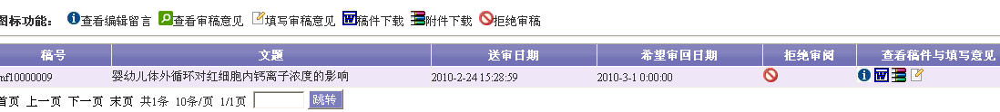 图标功能： 查看编辑留言 查看审稿意见 填写审稿意见 稿件下载 附件下载 拒绝审稿
稿号 文题 送审日期 希望审回日期 拒绝审阅 查看稿件与填写意见
mf10000009 婴幼儿体外循环对红细胞内钙离子浓度的影响 2010-2-24 15:28:59 2010-3-1 0:00:00
首页 上一页 下一页 末页 共1条 10条/页 1/1页 跳转